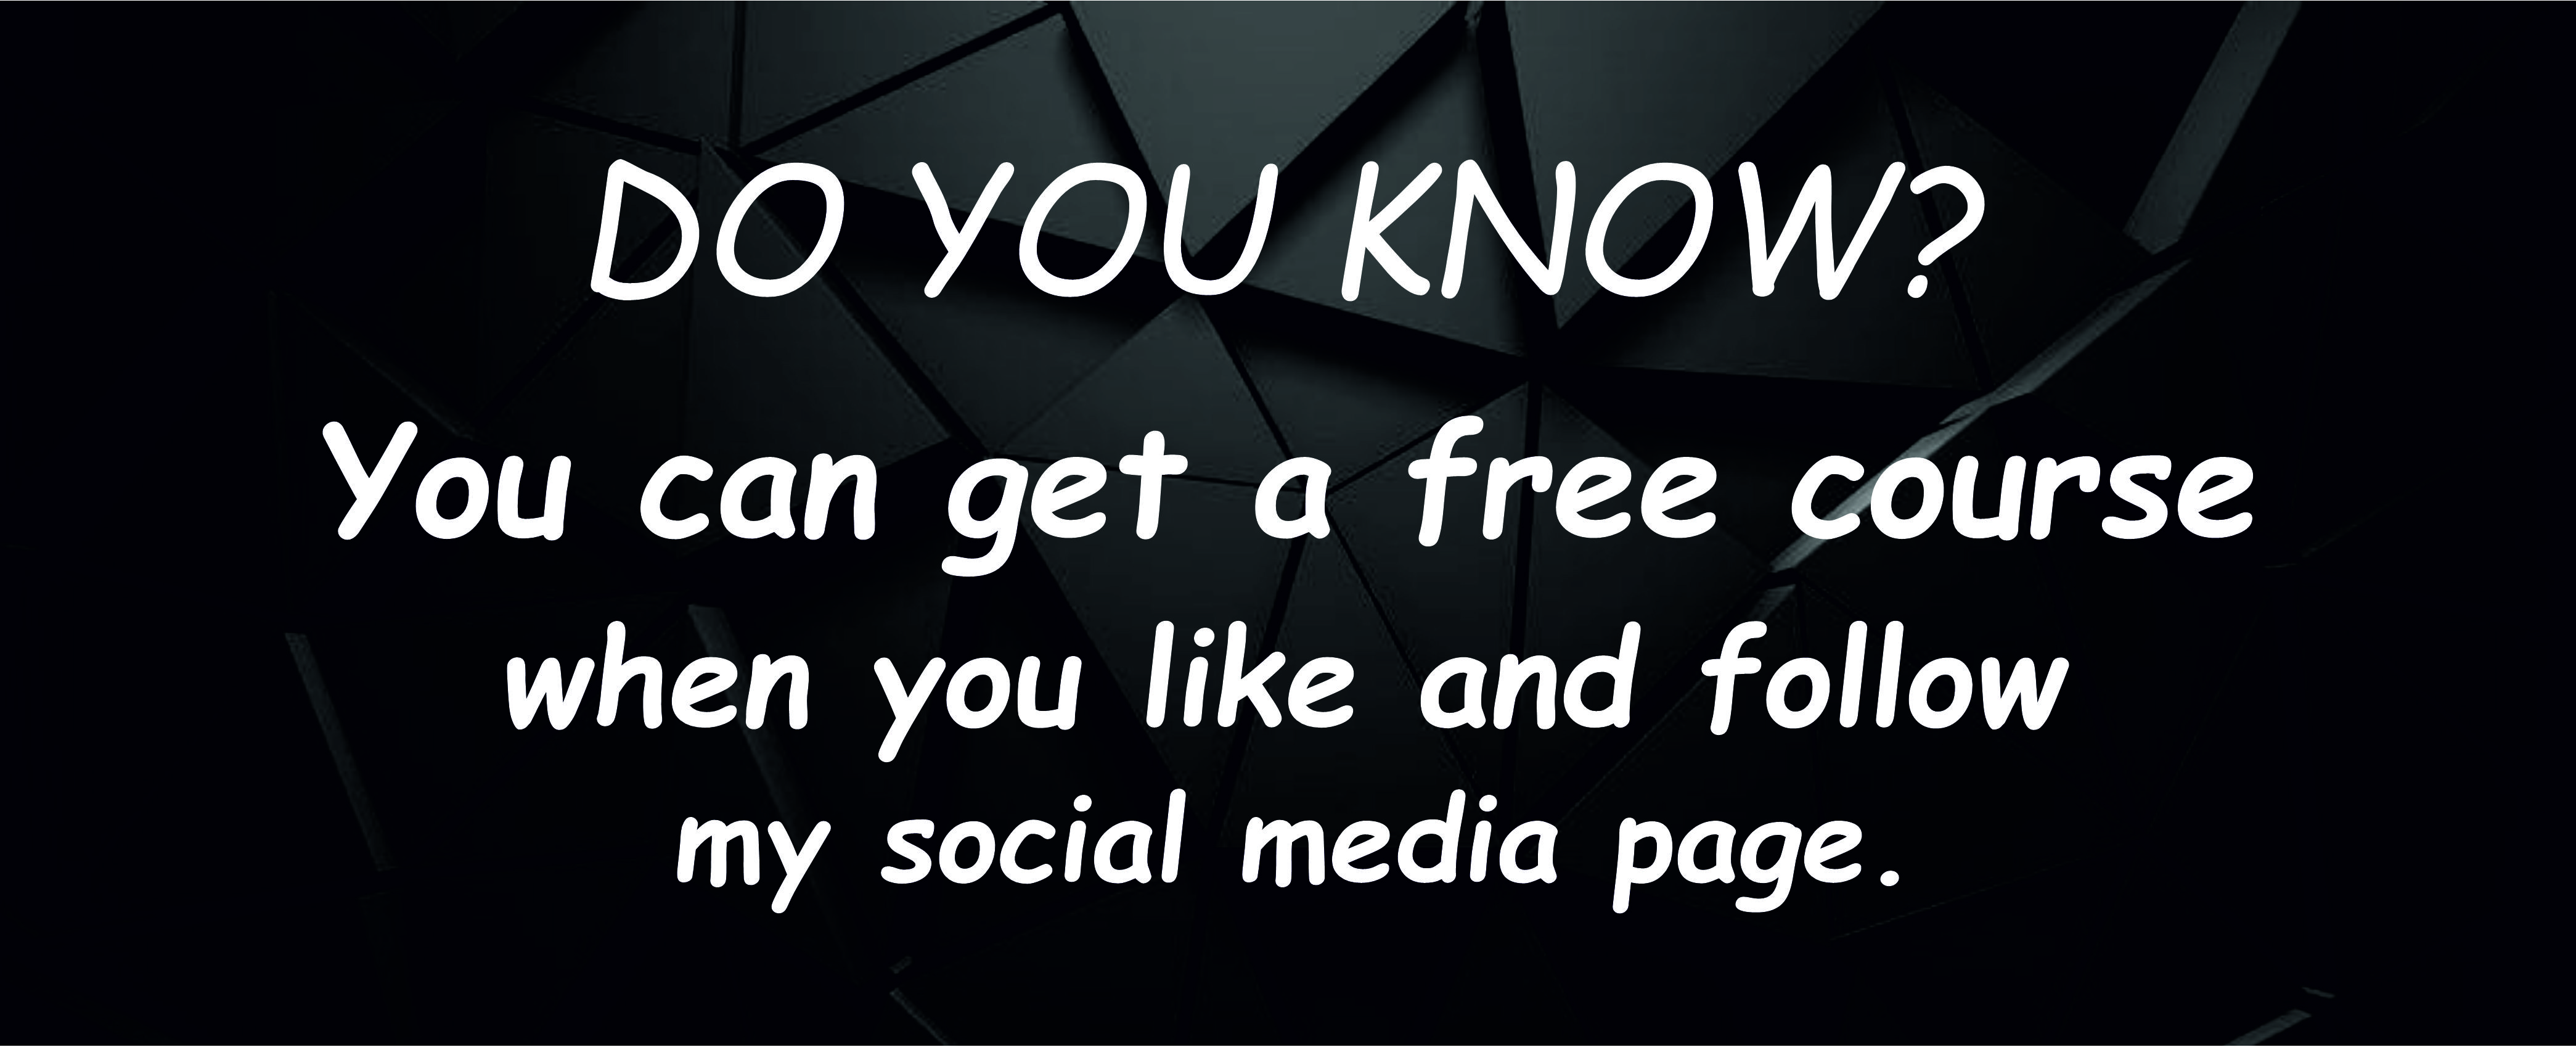 DO YOU KNOW?
You can get a free course
when you like and follow
my social media page.